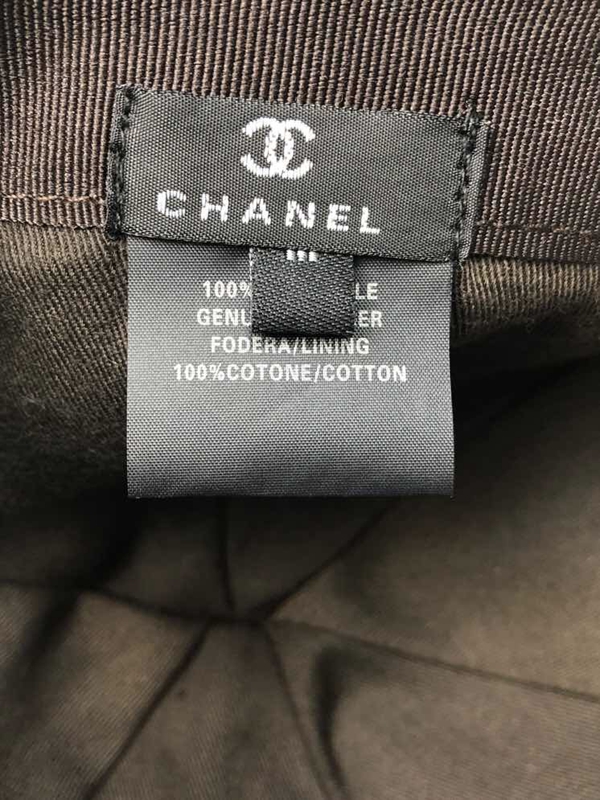 CHANEL
100% LE
GENU ER
FODERA/LINING
100%COTONE/COTTON